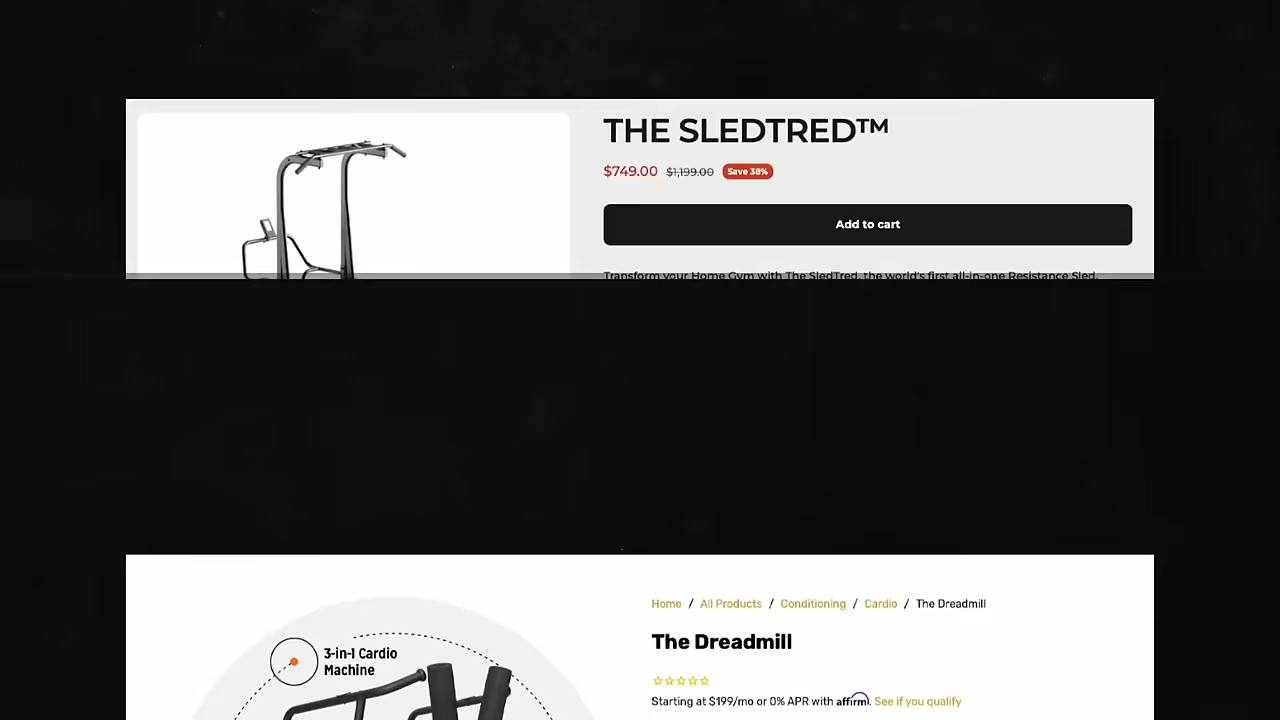 THE SLEDTRED™
$749.00 $1,199.00 Save 38%
Add to cart
Transform your Home Gym with The SledTred, the world's first all-in-one Resistance Sled,
Home / All Products / Conditioning / Cardio / The Dreadmill
The Dreadmill
3-in-1 Cardio
Machine
Starting at $199/mo or 0% APR with affirm. See if you qualify